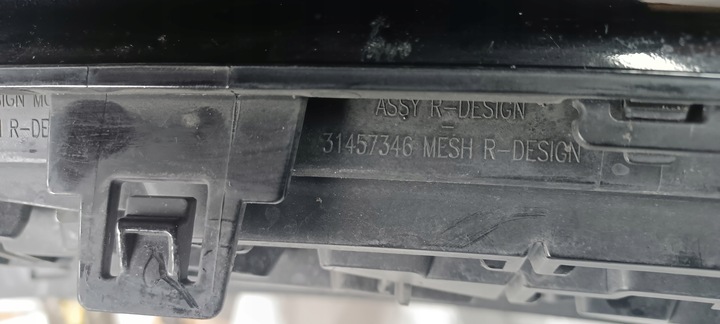 ASSY R-DESIGN
-
31457346 MESH R-DESIGN